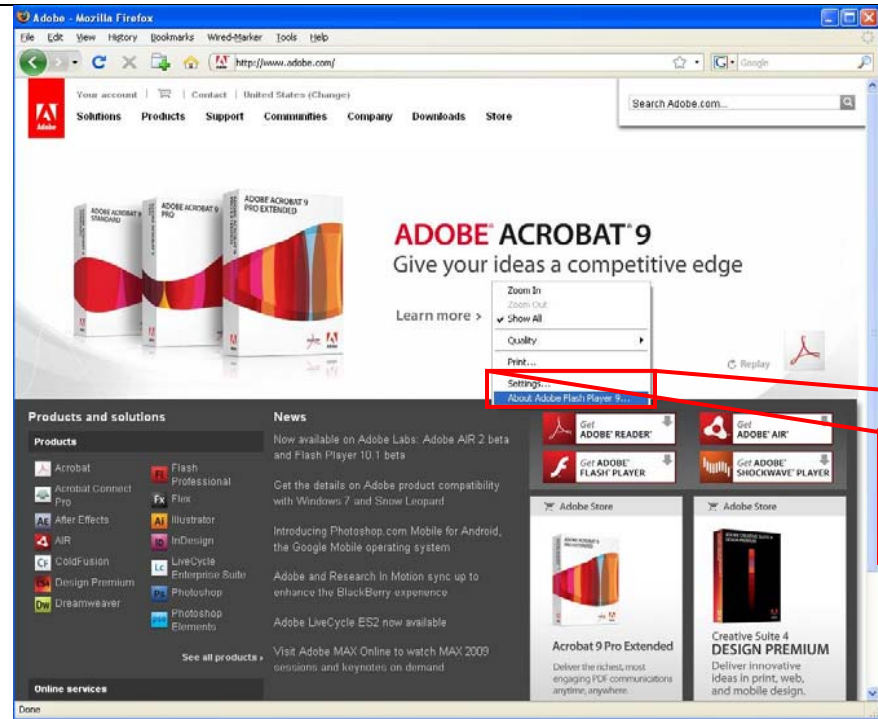 Adobe - Mozilla Firefox
File Edit View History Bookmarks Wired-Marker Tools Help
http://www.adobe.com/
Google
Your account | | Contact | United States (Change)
Search Adobe.com...
Adobe
Solutions Products Support Communities Company Downloads Store
ADOBE ACROBAT 9 STANDARD
ADOBE ACROBAT 9 PRO
ADOBE ACROBAT 9 PRO EXTENDED
ADOBE® ACROBAT® 9
Give your ideas a competitive edge
Learn more >
Zoom In
Zoom Out
Show All
Quality
Print...
Settings...
About Adobe Flash Player 9...
Replay
Products and solutions
Products
Acrobat
Acrobat Connect Pro
After Effects
AIR
ColdFusion
Design Premium
Dreamweaver
Flash Professional
Flex
Illustrator
InDesign
LiveCycle Enterprise Suite
Photoshop
Photoshop Elements
See all products
Online services
News
Now available on Adobe Labs: Adobe AIR 2 beta
and Flash Player 10.1 beta
Get the details on Adobe product compatibility
with Windows 7 and Snow Leopard
Introducing Photoshop.com Mobile for Android,
the Google Mobile operating system
Adobe and Research In Motion sync up to
enhance the BlackBerry experience
Adobe LiveCycle ES2 now available
Visit Adobe MAX Online to watch MAX 2009
sessions and keynotes on demand
Get
ADOBE® READER®
Get
ADOBE® AIR®
Get ADOBE®
FLASH® PLAYER
Get ADOBE®
SHOCKWAVE® PLAYER
Adobe Store
Acrobat 9 Pro Extended
Deliver the richest, most
engaging PDF communications
anytime, anywhere.
Adobe Store
Creative Suite 4
DESIGN PREMIUM
Deliver innovative
ideas in print, web,
and mobile design.
Done